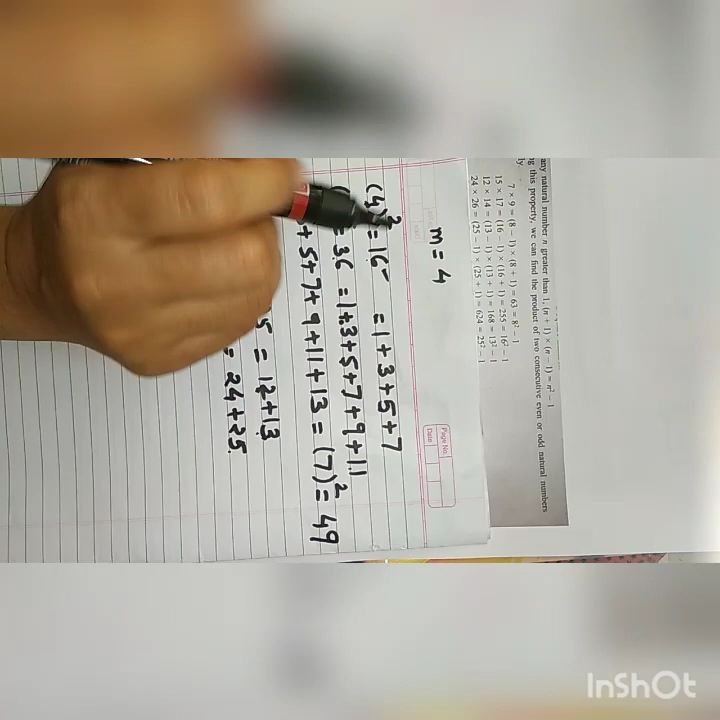 any natural number n greater than 1, (n + 1) × (n − 1) = n² − 1
this property, we can find the product of two consecutive even or odd natural numbers
7 × 9 = (8 − 1) × (8 + 1) = 63 = 8² − 1
15 × 17 = (16 − 1) × (16 + 1) = 255 = 16² − 1
12 × 14 = (13 − 1) × (13 + 1) = 168 = 13² − 1
24 × 26 = (25 − 1) × (25 + 1) = 624 = 25² − 1
Page No.
Date
m = 4
(4)² = 16 = 1+3+5+7
= 36 = 1+3+5+7+9+11
+5+7+9+11+13 = (7)² = 49
5 = 12+13
= 24+25
InShOt